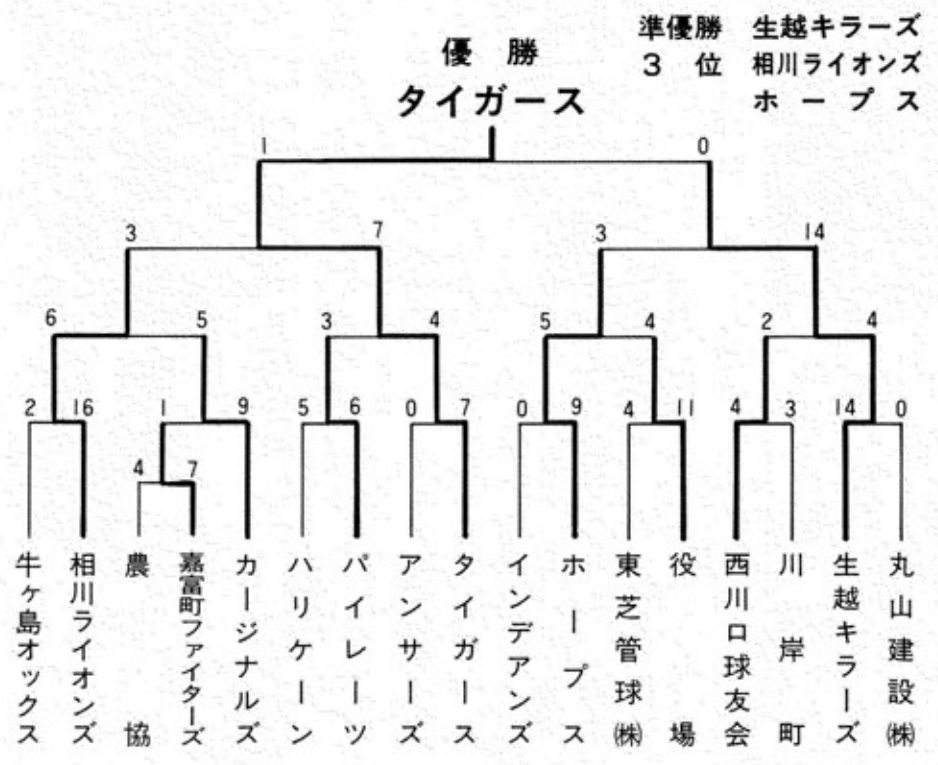 準優勝 生越キラーズ
優勝
3位 相川ライオンズ
タイガース
ホープス
1 0
3 7 3 14
6 5 3 4 5 4 2 4
2 16 1 9 5 6 0 7 0 9 4 11 4 3 14 0
4 7
牛ヶ島オックス
相川ライオンズ
農協
嘉富町ファイターズ
カージナルズ
ハリケーン
パイレーツ
アンサーズ
タイガース
インデアンズ
ホープス
東芝管球㈱
役場
西川口球友会
川岸町
生越キラーズ
丸山建設㈱